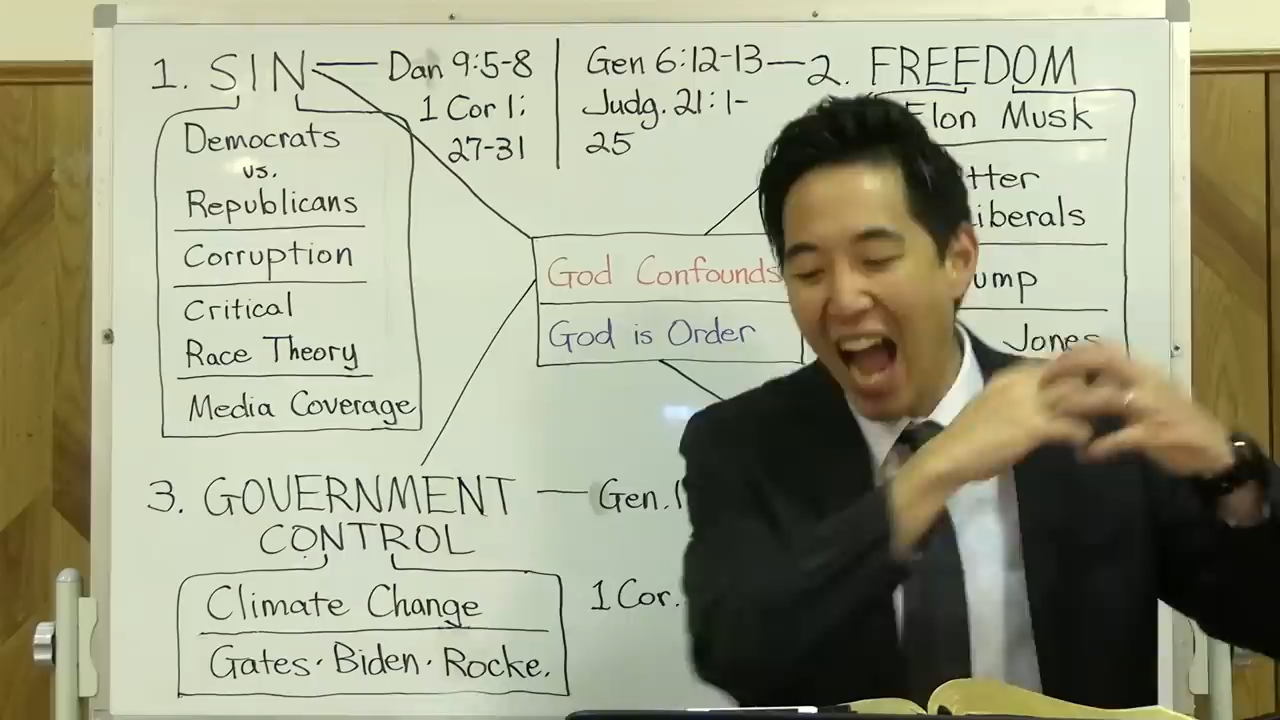 1. SIN
Dan 9:5-8
1 Cor 1:
27-31
Democrats
vs.
Republicans
Corruption
Critical
Race Theory
Media Coverage
Gen 6:12-13
Judg. 21:1-
25
2. FREEDOM
Elon Musk
Jones
God Confounds
God is Order
3. GOVERNMENT
CONTROL
Gen.
1 Cor.
Climate Change
Gates · Biden · Rocke.